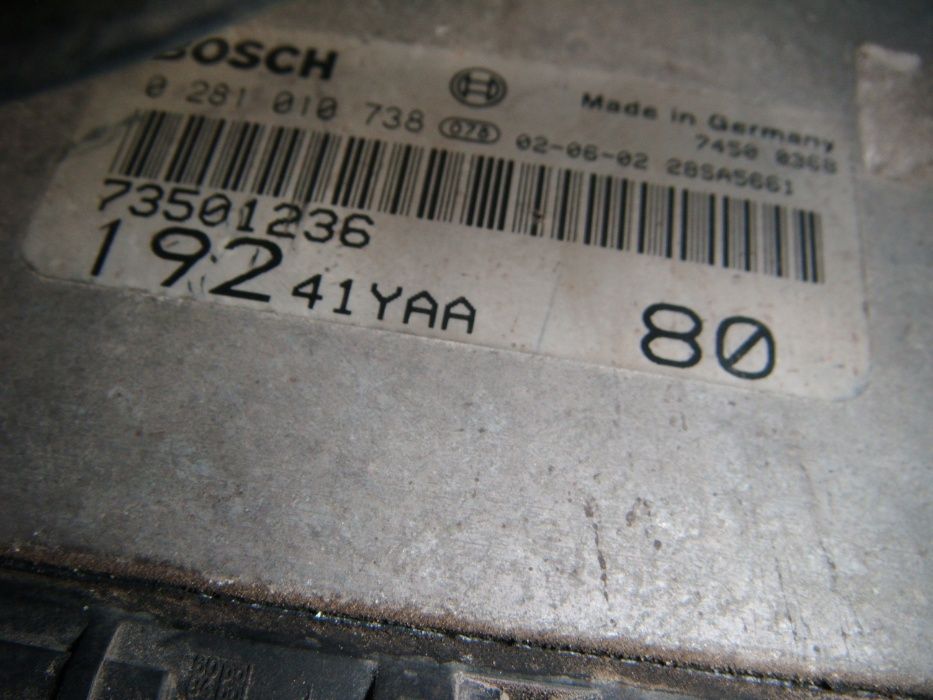 BOSCH
Made in Germany
0 281 010 738 078 02-06-02 28SA5661
7450 0368
73501236
192 41YAA 80